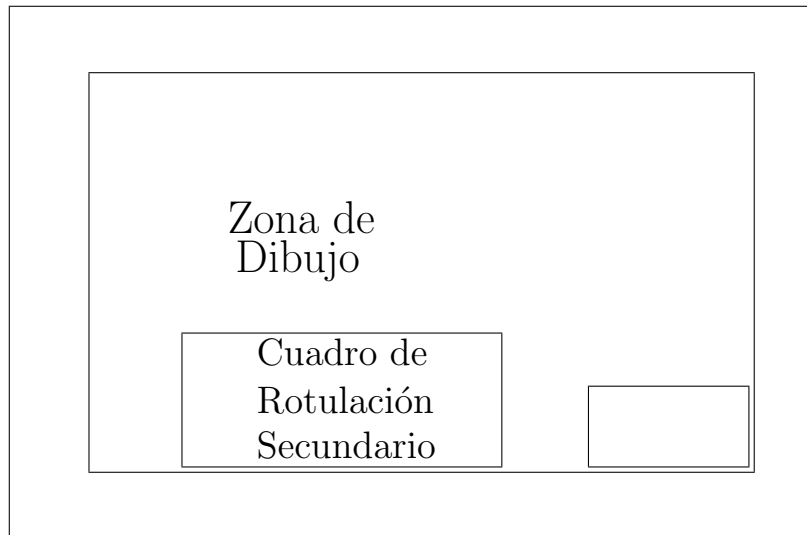 Zona de
Dibujo
Cuadro de
Rotulación
Secundario